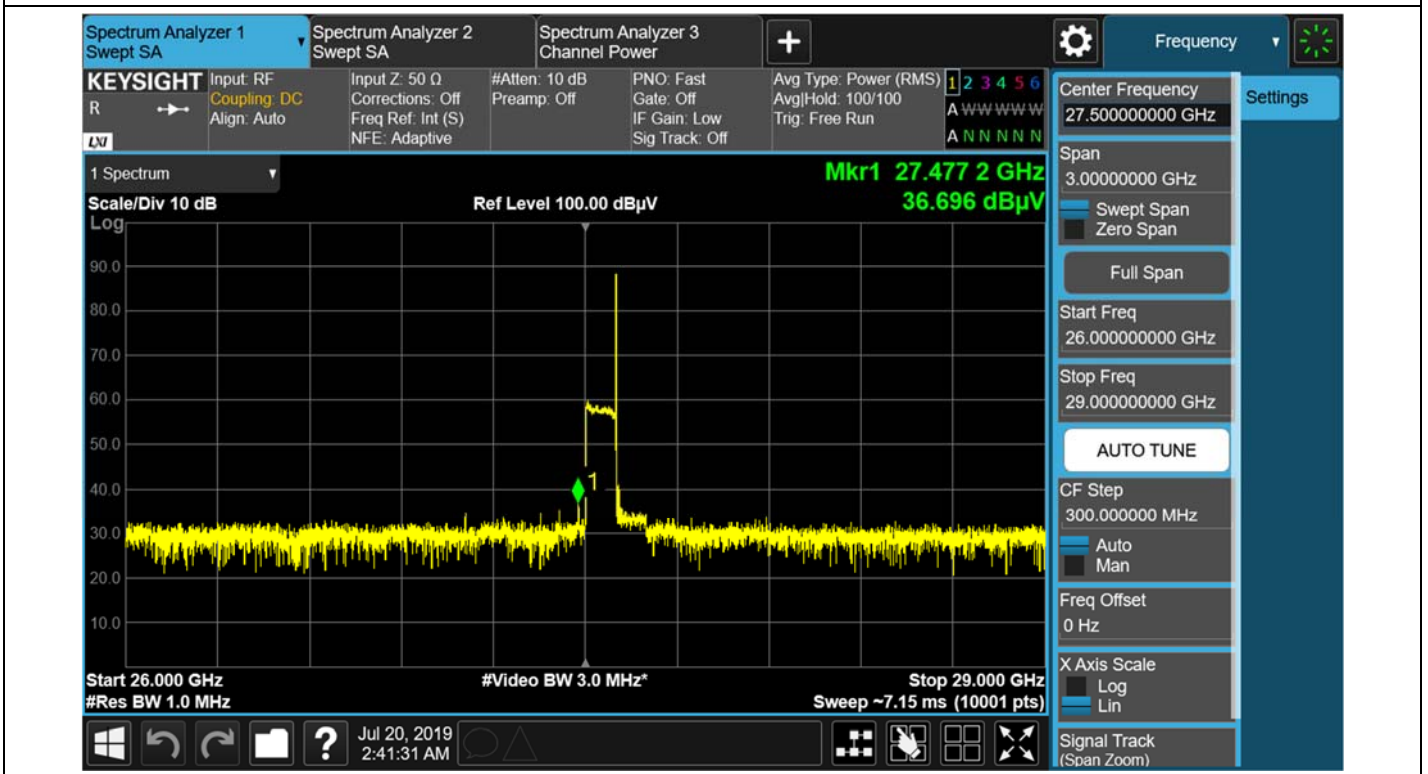 Spectrum Analyzer 1
Swept SA
Spectrum Analyzer 2
Swept SA
Spectrum Analyzer 3
Channel Power
Frequency
KEYSIGHT
R
LXI
Input: RF
Coupling: DC
Align: Auto
Input Z: 50 Ω
Corrections: Off
Freq Ref: Int (S)
NFE: Adaptive
#Atten: 10 dB
Preamp: Off
PNO: Fast
Gate: Off
IF Gain: Low
Sig Track: Off
Avg Type: Power (RMS)
Avg|Hold: 100/100
Trig: Free Run
1 2 3 4 5 6
A W W W W W
A N N N N N
1 Spectrum
Mkr1 27.477 2 GHz
36.696 dBµV
Scale/Div 10 dB
Ref Level 100.00 dBµV
Log
90.0
80.0
70.0
60.0
50.0
40.0
30.0
20.0
10.0
1
Start 26.000 GHz
#Video BW 3.0 MHz*
Stop 29.000 GHz
#Res BW 1.0 MHz
Sweep ~7.15 ms (10001 pts)
?
Jul 20, 2019
2:41:31 AM
Center Frequency
27.500000000 GHz
Settings
Span
3.00000000 GHz
Swept Span
Zero Span
Full Span
Start Freq
26.000000000 GHz
Stop Freq
29.000000000 GHz
AUTO TUNE
CF Step
300.000000 MHz
Auto
Man
Freq Offset
0 Hz
X Axis Scale
Log
Lin
Signal Track
(Span Zoom)